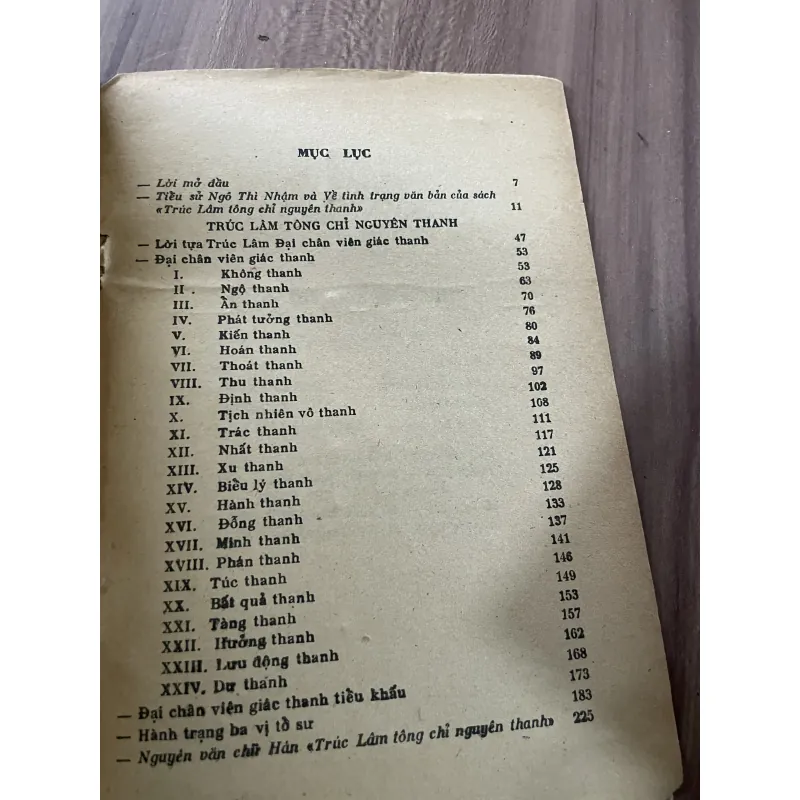 MỤC LỤC
— Lời mở đầu 7
— Tiểu sử Ngô Thì Nhậm và Về tình trạng văn bản của sách
«Trúc Lâm tông chỉ nguyên thanh» 11
TRÚC LÂM TÔNG CHỈ NGUYÊN THANH
— Lời tựa Trúc Lâm Đại chân viên giác thanh 47
— Đại chân viên giác thanh 53
I. Không thanh 53
II . Ngộ thanh 63
III. Ẩn thanh 70
IV. Phát tưởng thanh 76
V. Kiến thanh 80
VI. Hoán thanh 84
VII. Thoát thanh 89
VIII. Thu thanh 97
IX. Định thanh 102
X. Tịch nhiên vô thanh 108
XI. Trác thanh 111
XII. Nhất thanh 117
XIII. Xu thanh 121
XIV. Biểu lý thanh 125
XV. Hành thanh 128
XVI. Đỗng thanh 133
XVII. Minh thanh 137
XVIII. Phán thanh 141
XIX. Túc thanh 146
XX. Bất quả thanh 149
XXI. Tàng thanh 153
XXII. Hưởng thanh 157
XXIII. Lưu động thanh 162
XXIV. Dư thanh 168
— Đại chân viên giác thanh tiểu khấu 173
— Hành trạng ba vị tổ sư 183
— Nguyên văn chữ Hán «Trúc Lâm tông chỉ nguyên thanh» 225